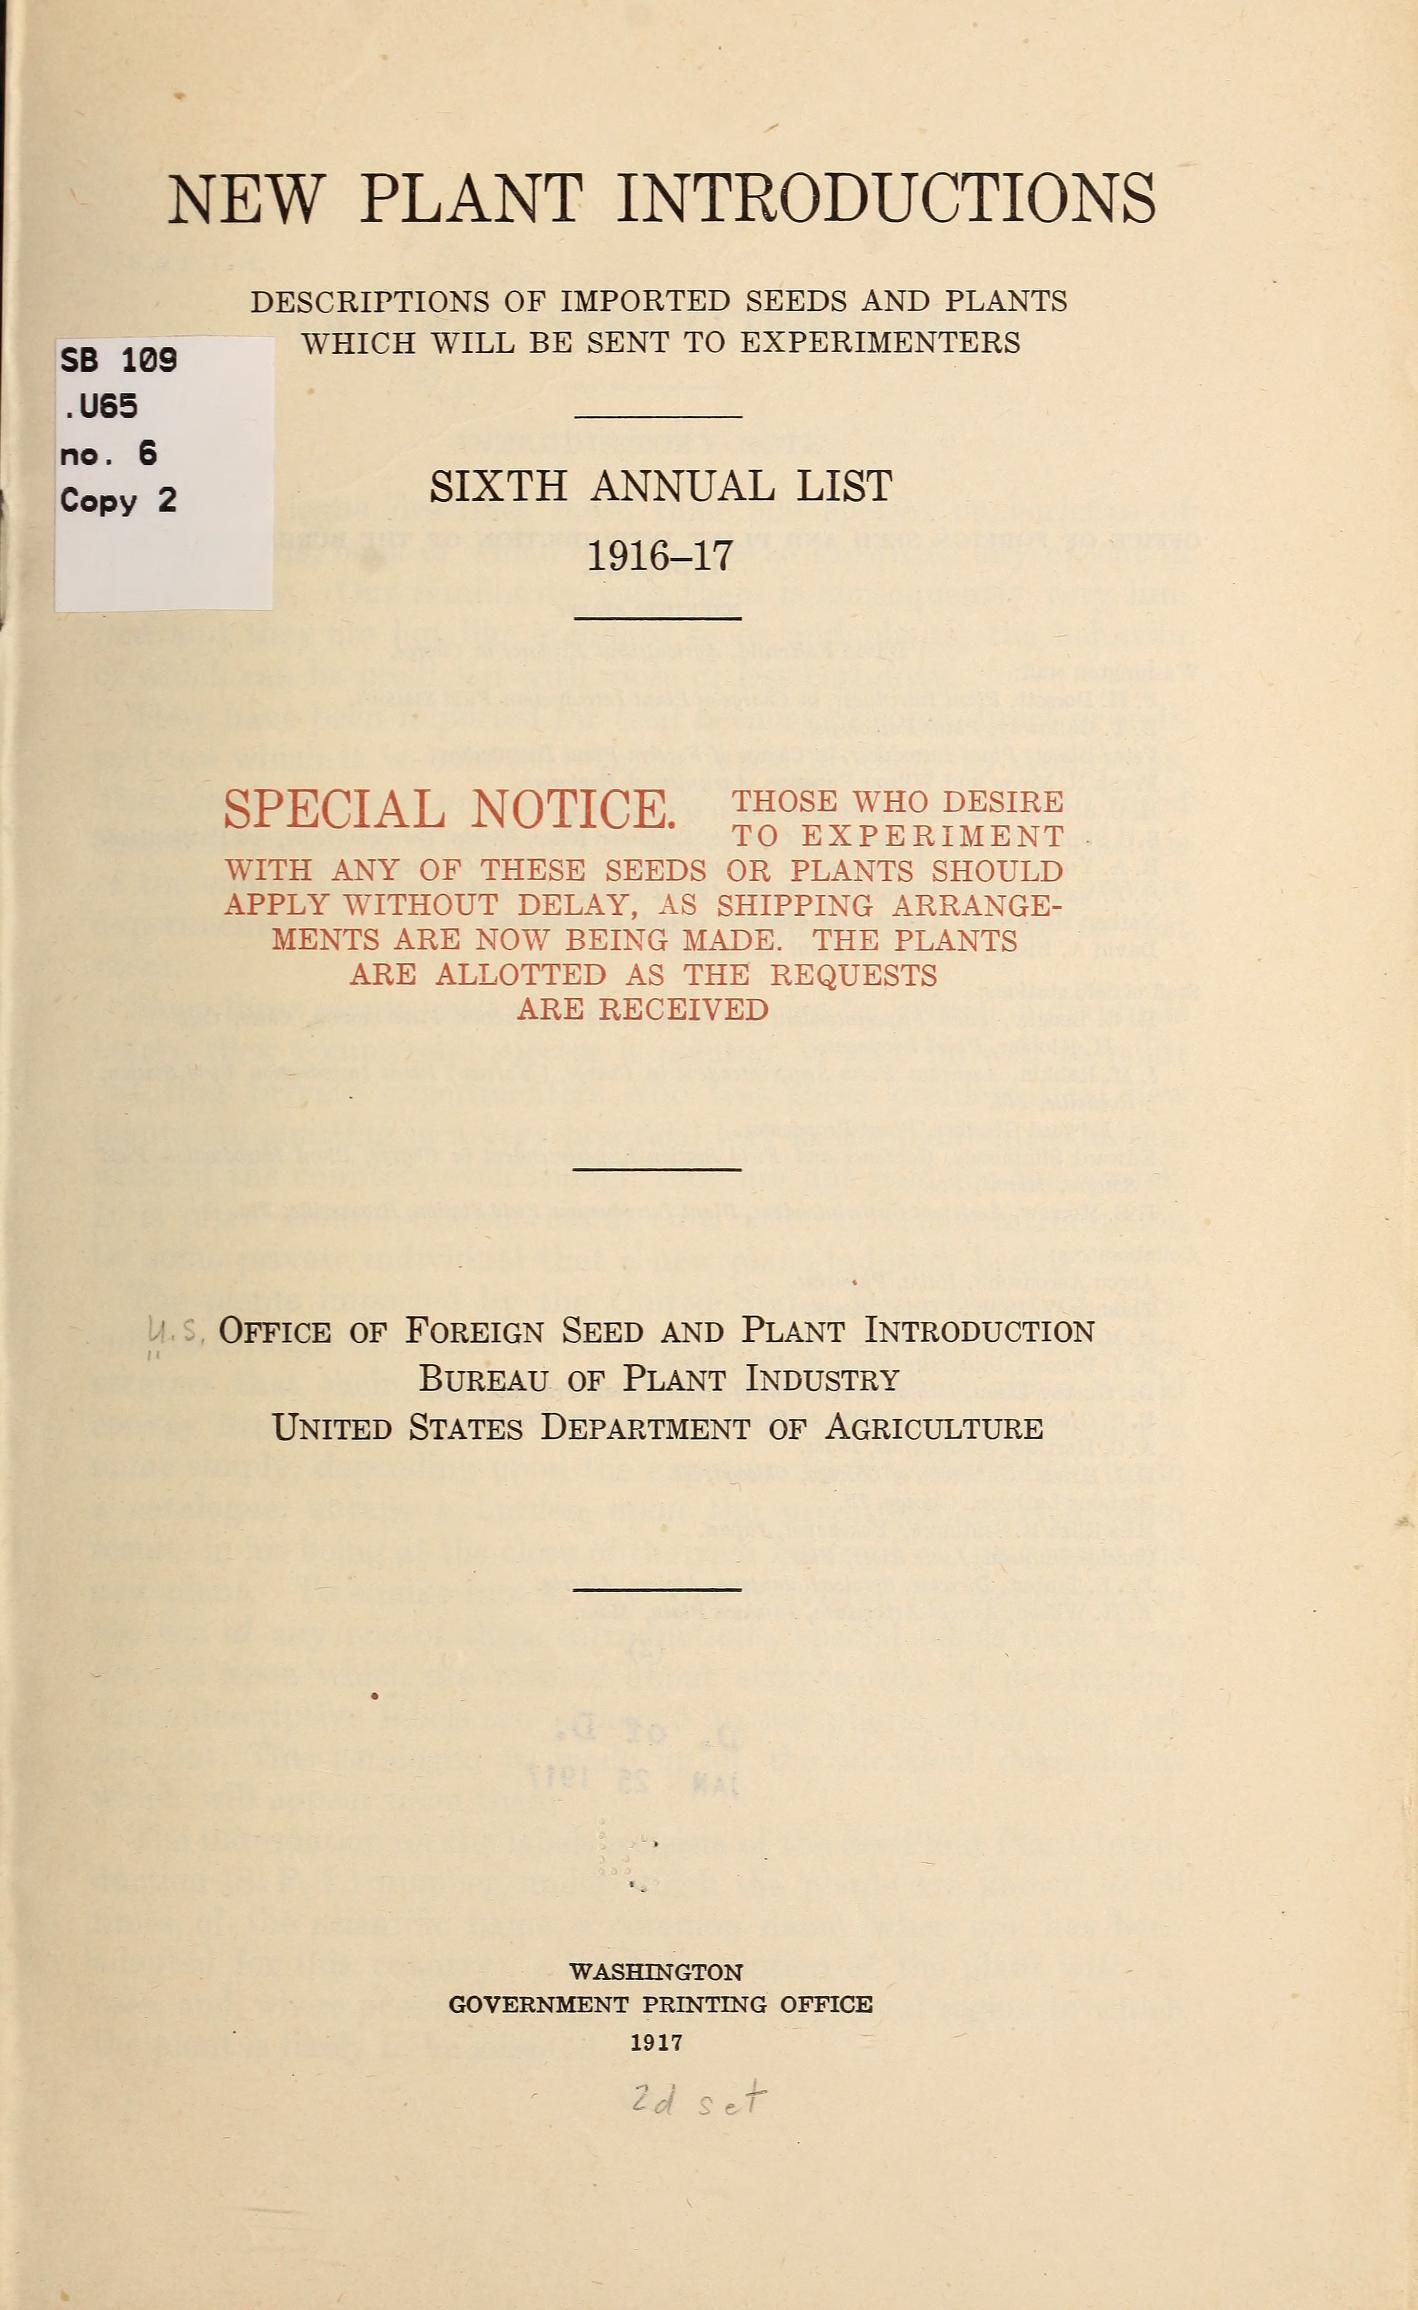 NEW PLANT INTRODUCTIONS
DESCRIPTIONS OF IMPORTED SEEDS AND PLANTS
WHICH WILL BE SENT TO EXPERIMENTERS
SB 109
.U65
no. 6
Copy 2
SIXTH ANNUAL LIST
1916–17
SPECIAL NOTICE. THOSE WHO DESIRE
TO EXPERIMENT
WITH ANY OF THESE SEEDS OR PLANTS SHOULD
APPLY WITHOUT DELAY, AS SHIPPING ARRANGE-
MENTS ARE NOW BEING MADE. THE PLANTS
ARE ALLOTTED AS THE REQUESTS
ARE RECEIVED
U.S. OFFICE OF FOREIGN SEED AND PLANT INTRODUCTION
BUREAU OF PLANT INDUSTRY
UNITED STATES DEPARTMENT OF AGRICULTURE
D. of D.
JAN 25 1917
WASHINGTON
GOVERNMENT PRINTING OFFICE
1917
2d set